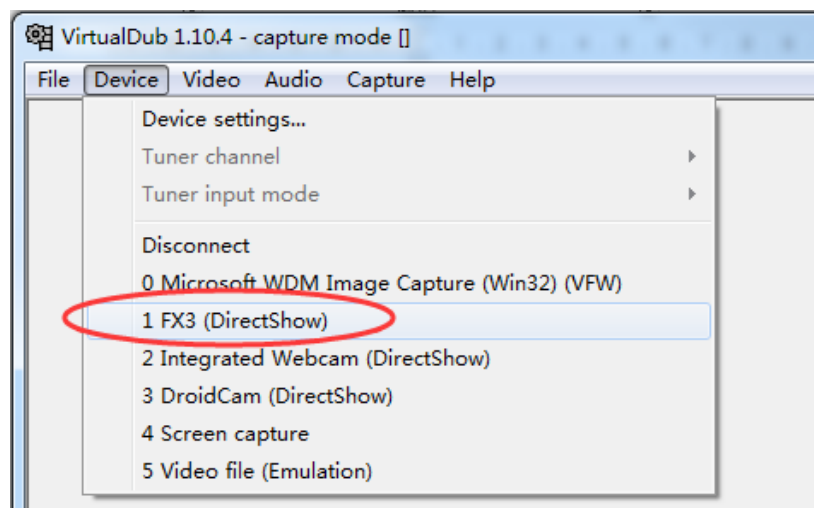 VirtualDub 1.10.4 - capture mode []
File Device Video Audio Capture Help
Device settings...
Tuner channel
Tuner input mode
Disconnect
0 Microsoft WDM Image Capture (Win32) (VFW)
1 FX3 (DirectShow)
2 Integrated Webcam (DirectShow)
3 DroidCam (DirectShow)
4 Screen capture
5 Video file (Emulation)